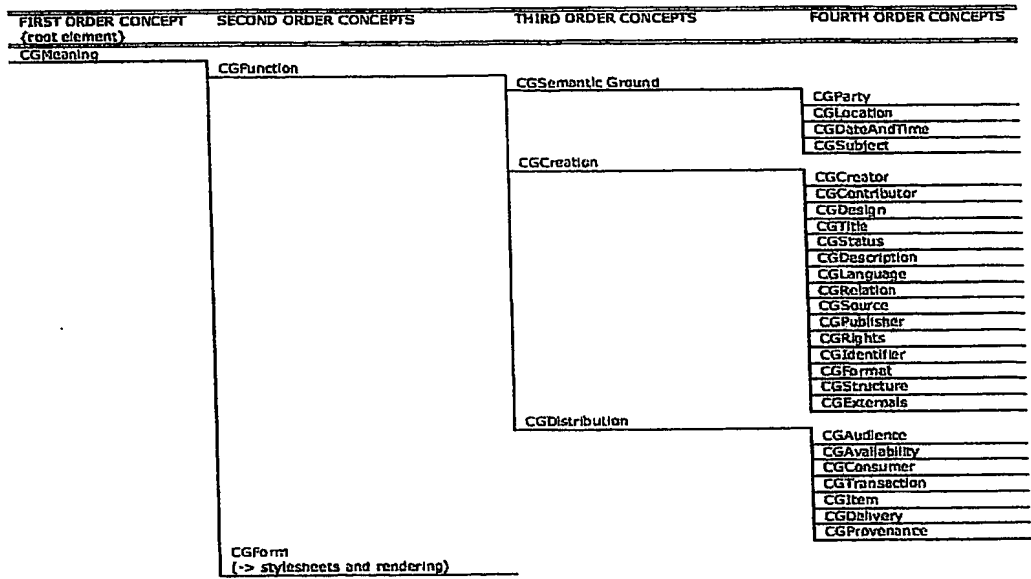 FIRST ORDER CONCEPT SECOND ORDER CONCEPTS THIRD ORDER CONCEPTS FOURTH ORDER CONCEPTS
{root element}
CGMeaning
CGFunction
CGSemantic Ground
CGParty
CGLocation
CGDateAndTime
CGSubject
CGCreation
CGCreator
CGContributor
CGDesign
CGTitle
CGStatus
CGDescription
CGLanguage
CGRelation
CGSource
CGPublisher
CGRights
CGIdentifier
CGFormat
CGStructure
CGExternals
CGDistribution
CGAudience
CGAvailability
CGConsumer
CGTransaction
CGItem
CGDelivery
CGProvenance
CGForm
(-> stylesheets and rendering)